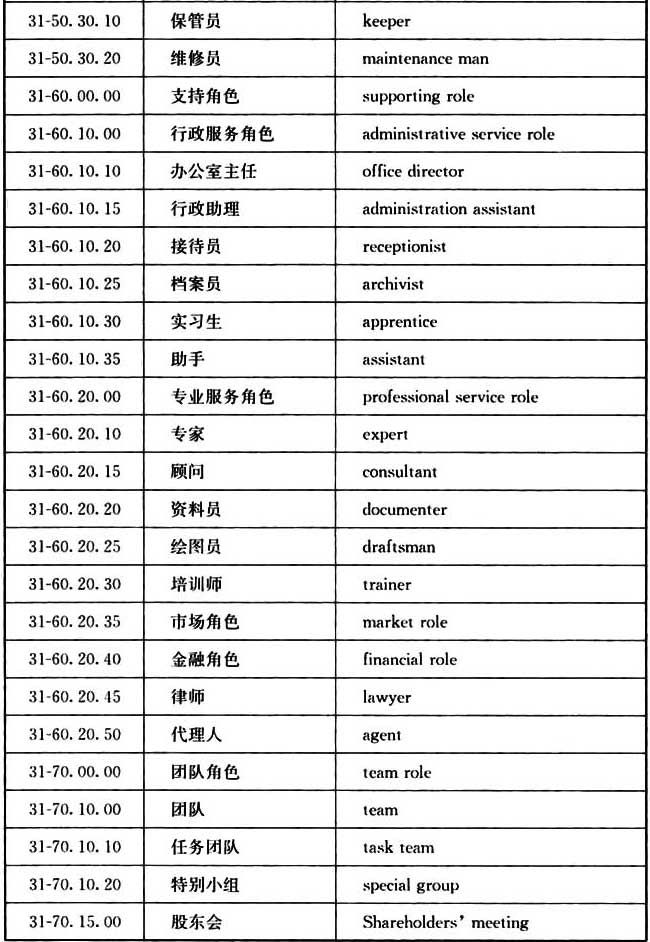 31-50. 30. 10 保管员 keeper
31-50. 30. 20 维修员 maintenance man
31-60. 00. 00 支持角色 supporting role
31-60. 10. 00 行政服务角色 administrative service role
31-60. 10. 10 办公室主任 office director
31-60. 10. 15 行政助理 administration assistant
31-60. 10. 20 接待员 receptionist
31-60. 10. 25 档案员 archivist
31-60. 10. 30 实习生 apprentice
31-60. 10. 35 助手 assistant
31-60. 20. 00 专业服务角色 professional service role
31-60. 20. 10 专家 expert
31-60. 20. 15 顾问 consultant
31-60. 20. 20 资料员 documenter
31-60. 20. 25 绘图员 draftsman
31-60. 20. 30 培训师 trainer
31-60. 20. 35 市场角色 market role
31-60. 20. 40 金融角色 financial role
31-60. 20. 45 律师 lawyer
31-60. 20. 50 代理人 agent
31-70. 00. 00 团队角色 team role
31-70. 10. 00 团队 team
31-70. 10. 10 任务团队 task team
31-70. 10. 20 特别小组 special group
31-70. 15. 00 股东会 Shareholders’ meeting